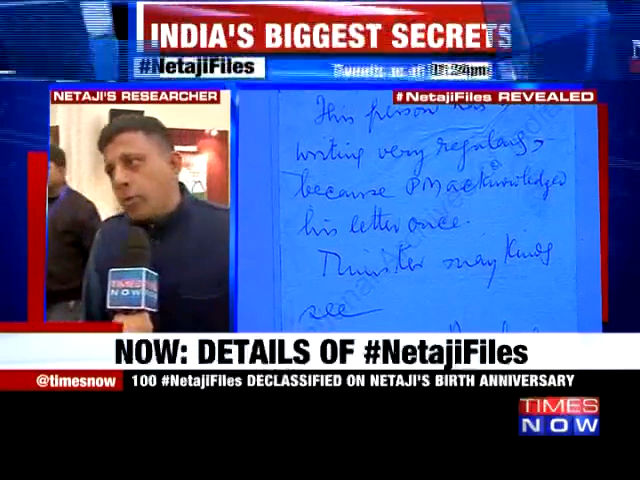 INDIA'S BIGGEST SECRETS
#NetajiFiles
NETAJI'S RESEARCHER
#NetajiFiles REVEALED
This person has
writing very regularly
because PM acknowledged
his letter once.
Minister may kindly
see
TIMES
NOW
NOW: DETAILS OF #NetajiFiles
@timesnow
100 #NetajiFiles DECLASSIFIED ON NETAJI'S BIRTH ANNIVERSARY
TIMES
NOW